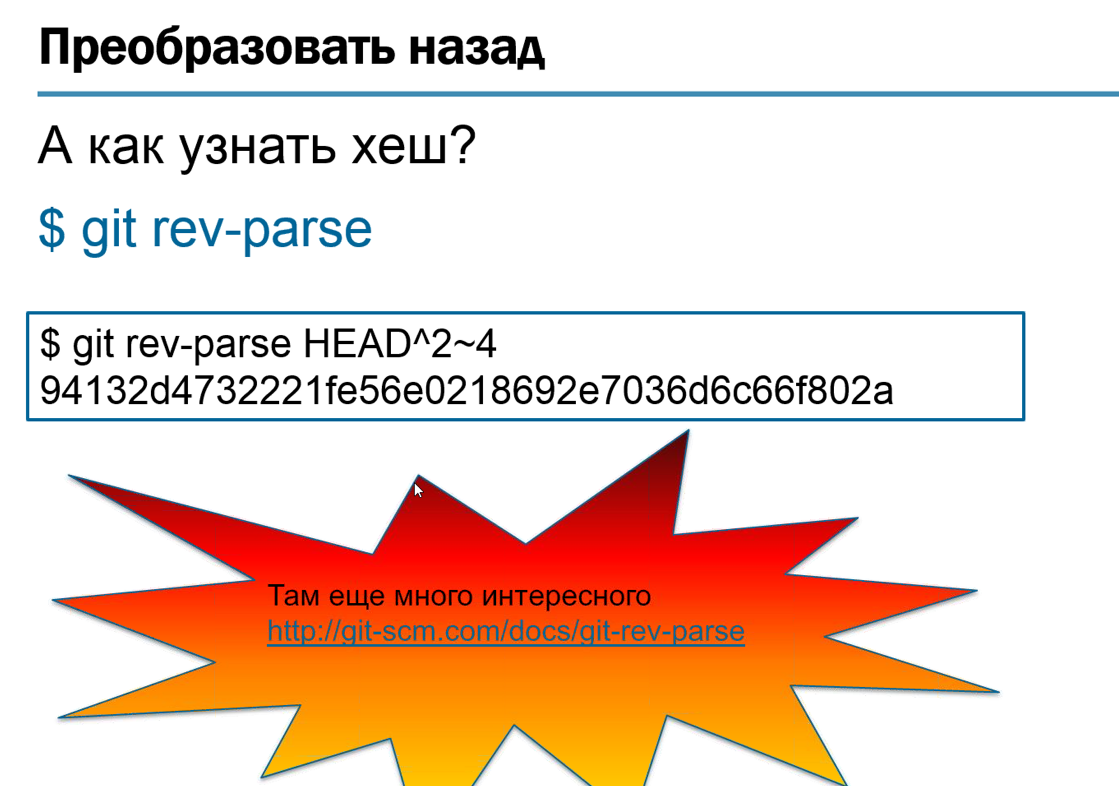 Преобразовать назад
А как узнать хеш?
$ git rev-parse
$ git rev-parse HEAD^2~4
94132d4732221fe56e0218692e7036d6c66f802a
Там еще много интересного
http://git-scm.com/docs/git-rev-parse